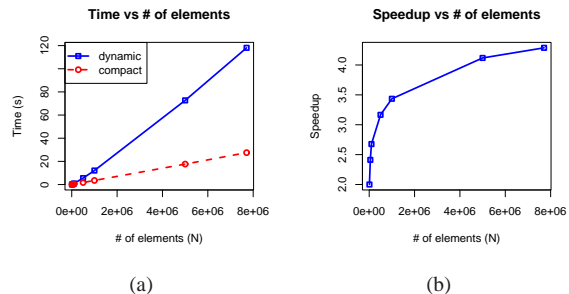 Time vs # of elements
dynamic
compact
Time (s)
0 20 40 60 80 120
0e+00 2e+06 4e+06 6e+06 8e+06
# of elements (N)
(a)
Speedup vs # of elements
Speedup
2.0 2.5 3.0 3.5 4.0
0e+00 2e+06 4e+06 6e+06 8e+06
# of elements (N)
(b)